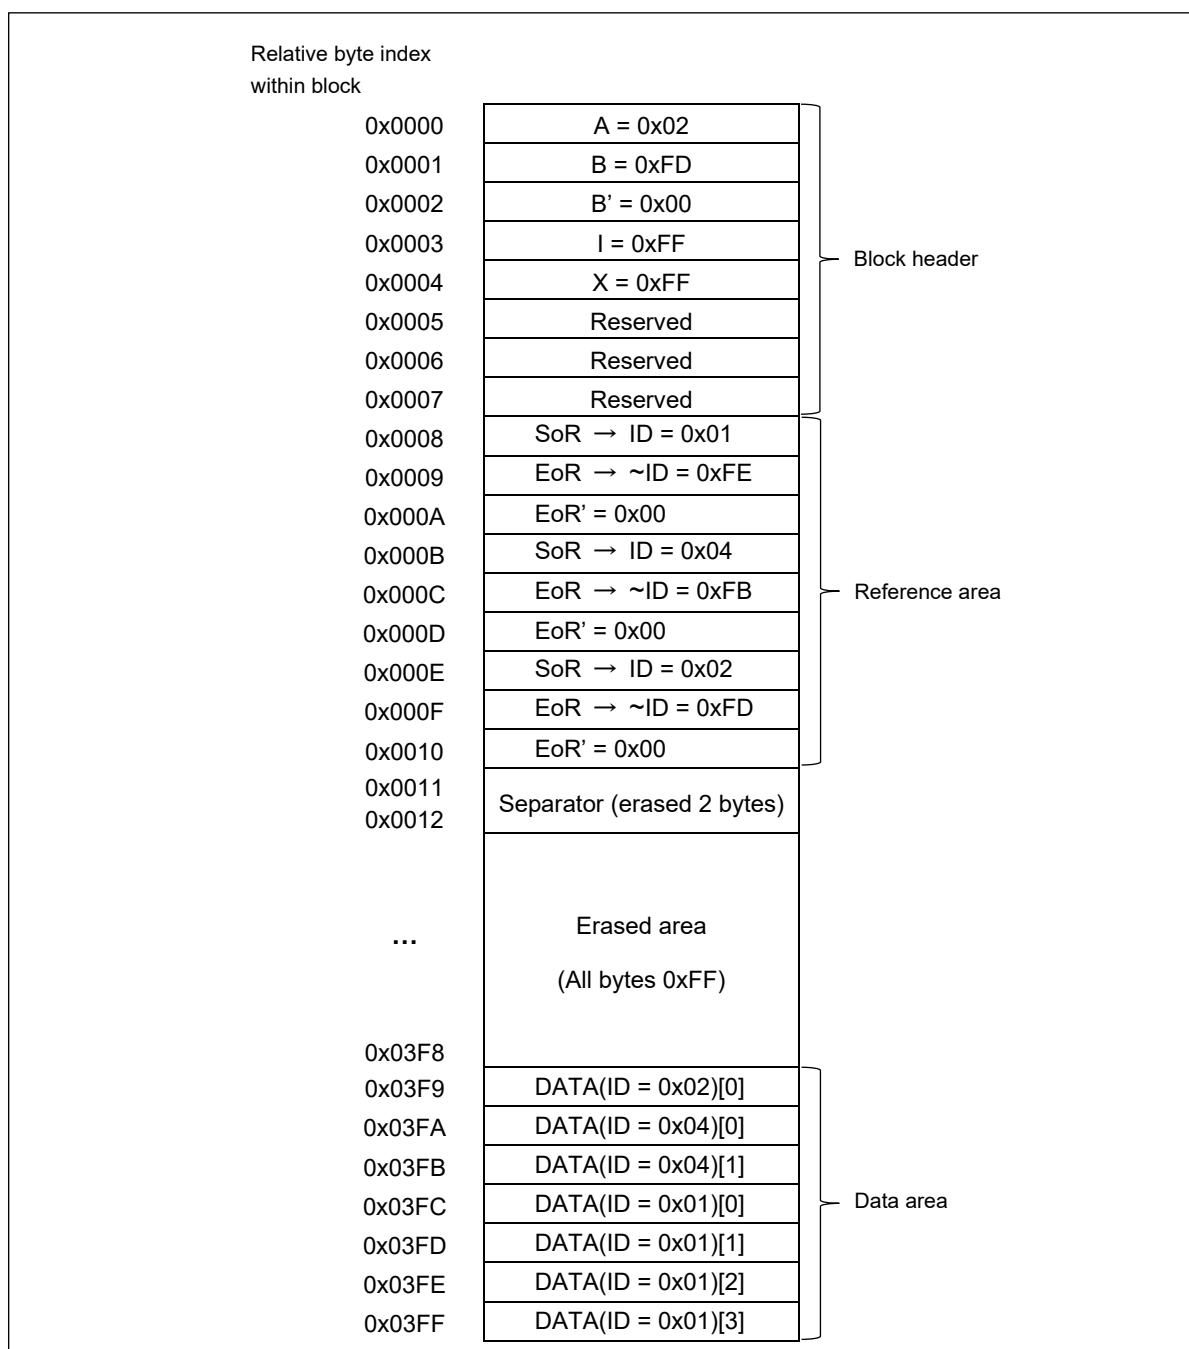 Relative byte index
within block
0x0000 A = 0x02
0x0001 B = 0xFD
0x0002 B’ = 0x00
0x0003 I = 0xFF
0x0004 X = 0xFF
0x0005 Reserved
0x0006 Reserved
0x0007 Reserved
Block header
0x0008 SoR → ID = 0x01
0x0009 EoR → ~ID = 0xFE
0x000A EoR’ = 0x00
0x000B SoR → ID = 0x04
0x000C EoR → ~ID = 0xFB
0x000D EoR’ = 0x00
0x000E SoR → ID = 0x02
0x000F EoR → ~ID = 0xFD
0x0010 EoR’ = 0x00
Reference area
0x0011
Separator (erased 2 bytes)
0x0012
Erased area
...
(All bytes 0xFF)
0x03F8
0x03F9 DATA(ID = 0x02)[0]
0x03FA DATA(ID = 0x04)[0]
0x03FB DATA(ID = 0x04)[1]
0x03FC DATA(ID = 0x01)[0]
0x03FD DATA(ID = 0x01)[1]
0x03FE DATA(ID = 0x01)[2]
0x03FF DATA(ID = 0x01)[3]
Data area